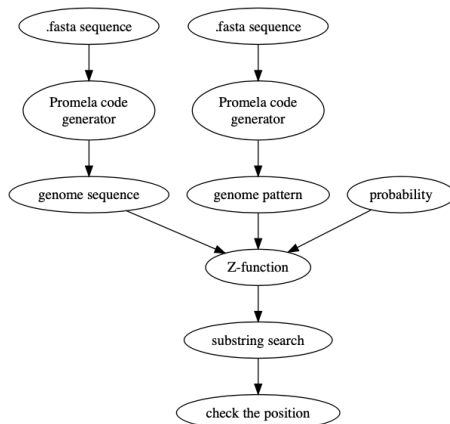 .fasta sequence
.fasta sequence
Promela code
generator
Promela code
generator
genome sequence
genome pattern
probability
Z-function
substring search
check the position